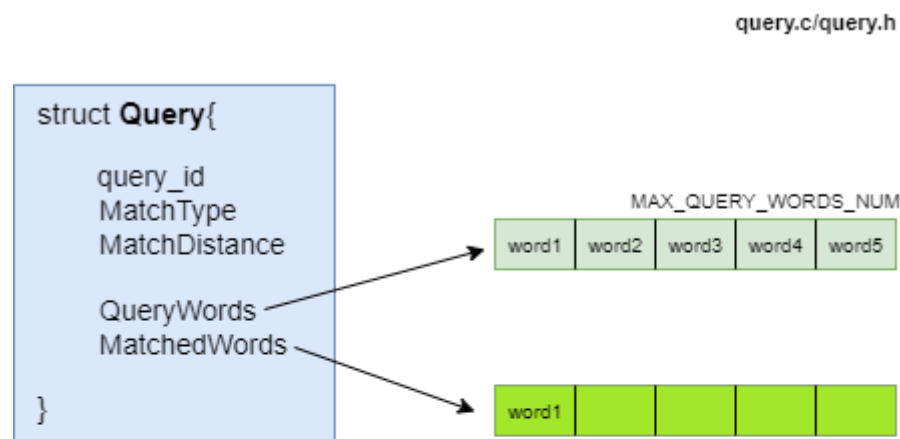 query.c/query.h
struct Query{
query_id
MatchType
MatchDistance
QueryWords
MatchedWords
}
MAX_QUERY_WORDS_NUM
word1 word2 word3 word4 word5
word1